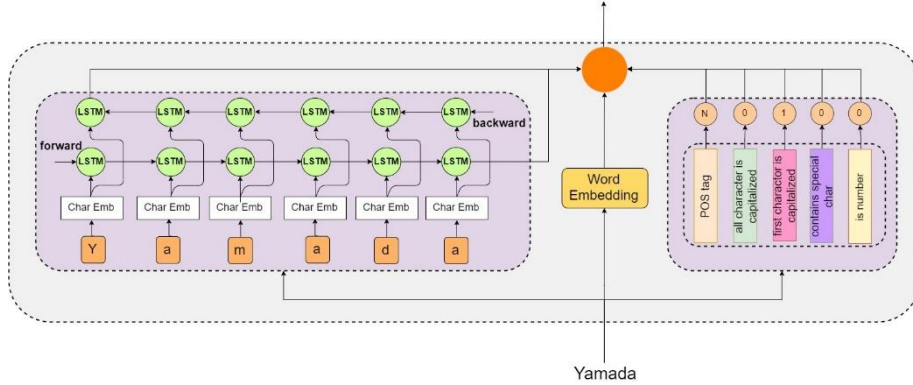 LSTM LSTM LSTM LSTM LSTM LSTM
backward
forward
LSTM LSTM LSTM LSTM LSTM LSTM
Char Emb Char Emb Char Emb Char Emb Char Emb Char Emb
Y a m a d a
Word
Embedding
N 0 1 0 0
POS tag
all character is
capitalized
first charactor is
capitalized
contains special
char
is number
Yamada